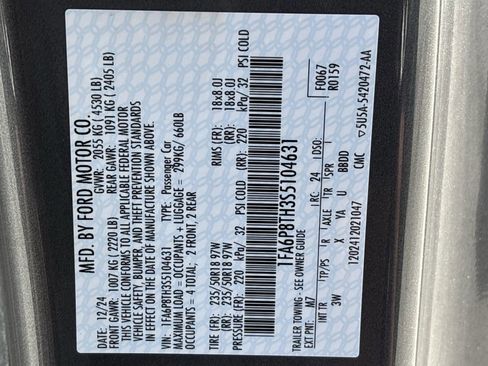 MFD. BY FORD MOTOR CO.
12/24 GVWR: 2055 KG ( 4530 LB)
FRONT GAWR: 1007 KG ( 2220 LB) REAR GAWR: 1091 KG ( 2405 LB)
THIS VEHICLE CONFORMS TO ALL APPLICABLE FEDERAL MOTOR
VEHICLE SAFETY, BUMPER, AND THEFT PREVENTION STANDARDS
IN EFFECT ON THE DATE OF MANUFACTURE SHOWN ABOVE.
VIN: 1FA6P8TH3S5104631 TYPE: Passenger Car
MAXIMUM LOAD = OCCUPANTS + LUGGAGE = 299KG/ 660LB
OCCUPANTS = 4 TOTAL; 2 FRONT, 2 REAR
TIRE (FR): 235/50R18 97W RIMS (FR): 18x8.0J
TIRE (RR): 235/50R18 97W RIMS (RR): 18x8.0J
PRESSURE (FR): 220 kPa/ 32 PSI COLD (RR): 220 kPa/ 32 PSI COLD
1FA6P8TH3S5104631
TRAILER TOWING - SEE OWNER GUIDE
F0067
R0159
EXT PNT: M7 RC: 24 DSO:
INT TR TP/PS R AXLE TR SPR
3W I X YA U BBDD
1202412021047 CMC ▽5U5A-5420472-AA